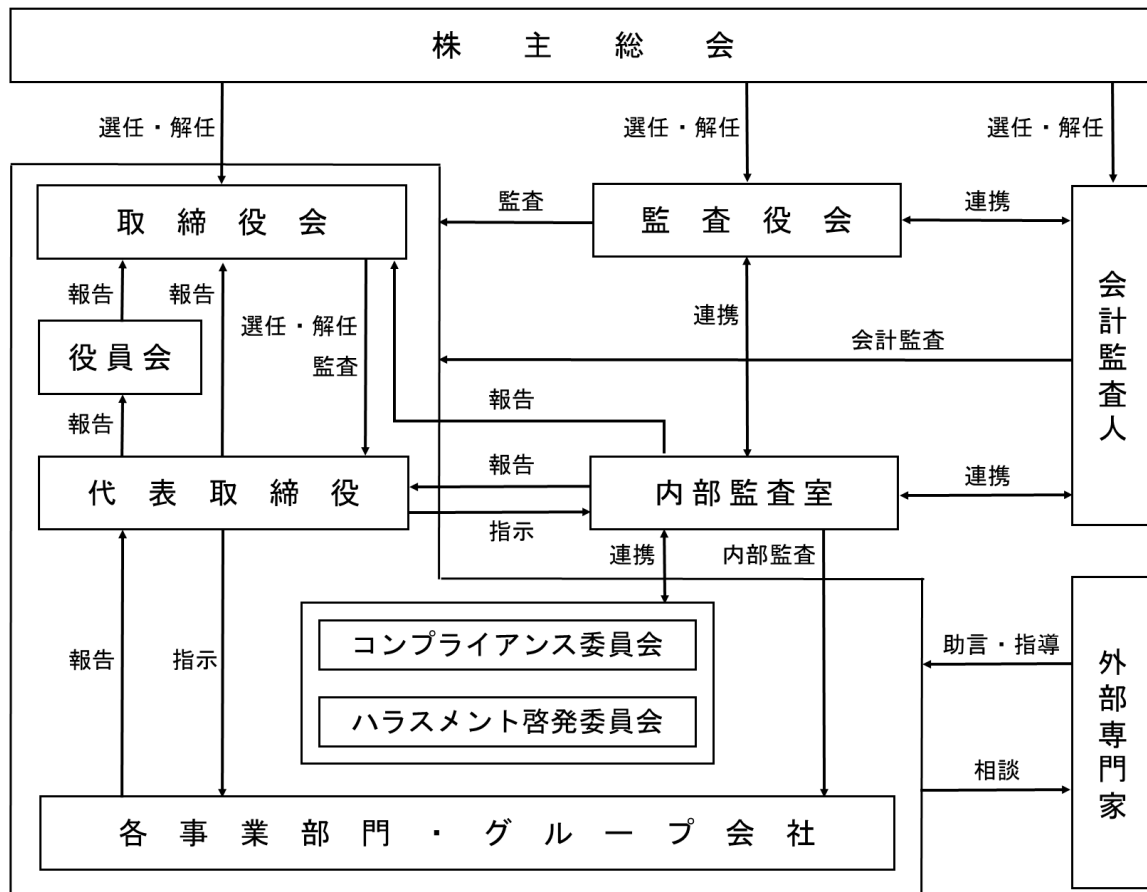 株主総会
選任・解任
選任・解任
選任・解任
取締役会
監査
監査役会
連携
会計監査人
報告
報告
選任・解任
監査
連携
会計監査
役員会
報告
報告
代表取締役
報告
指示
内部監査室
連携
連携
内部監査
コンプライアンス委員会
ハラスメント啓発委員会
報告
指示
助言・指導
外部専門家
相談
各事業部門・グループ会社